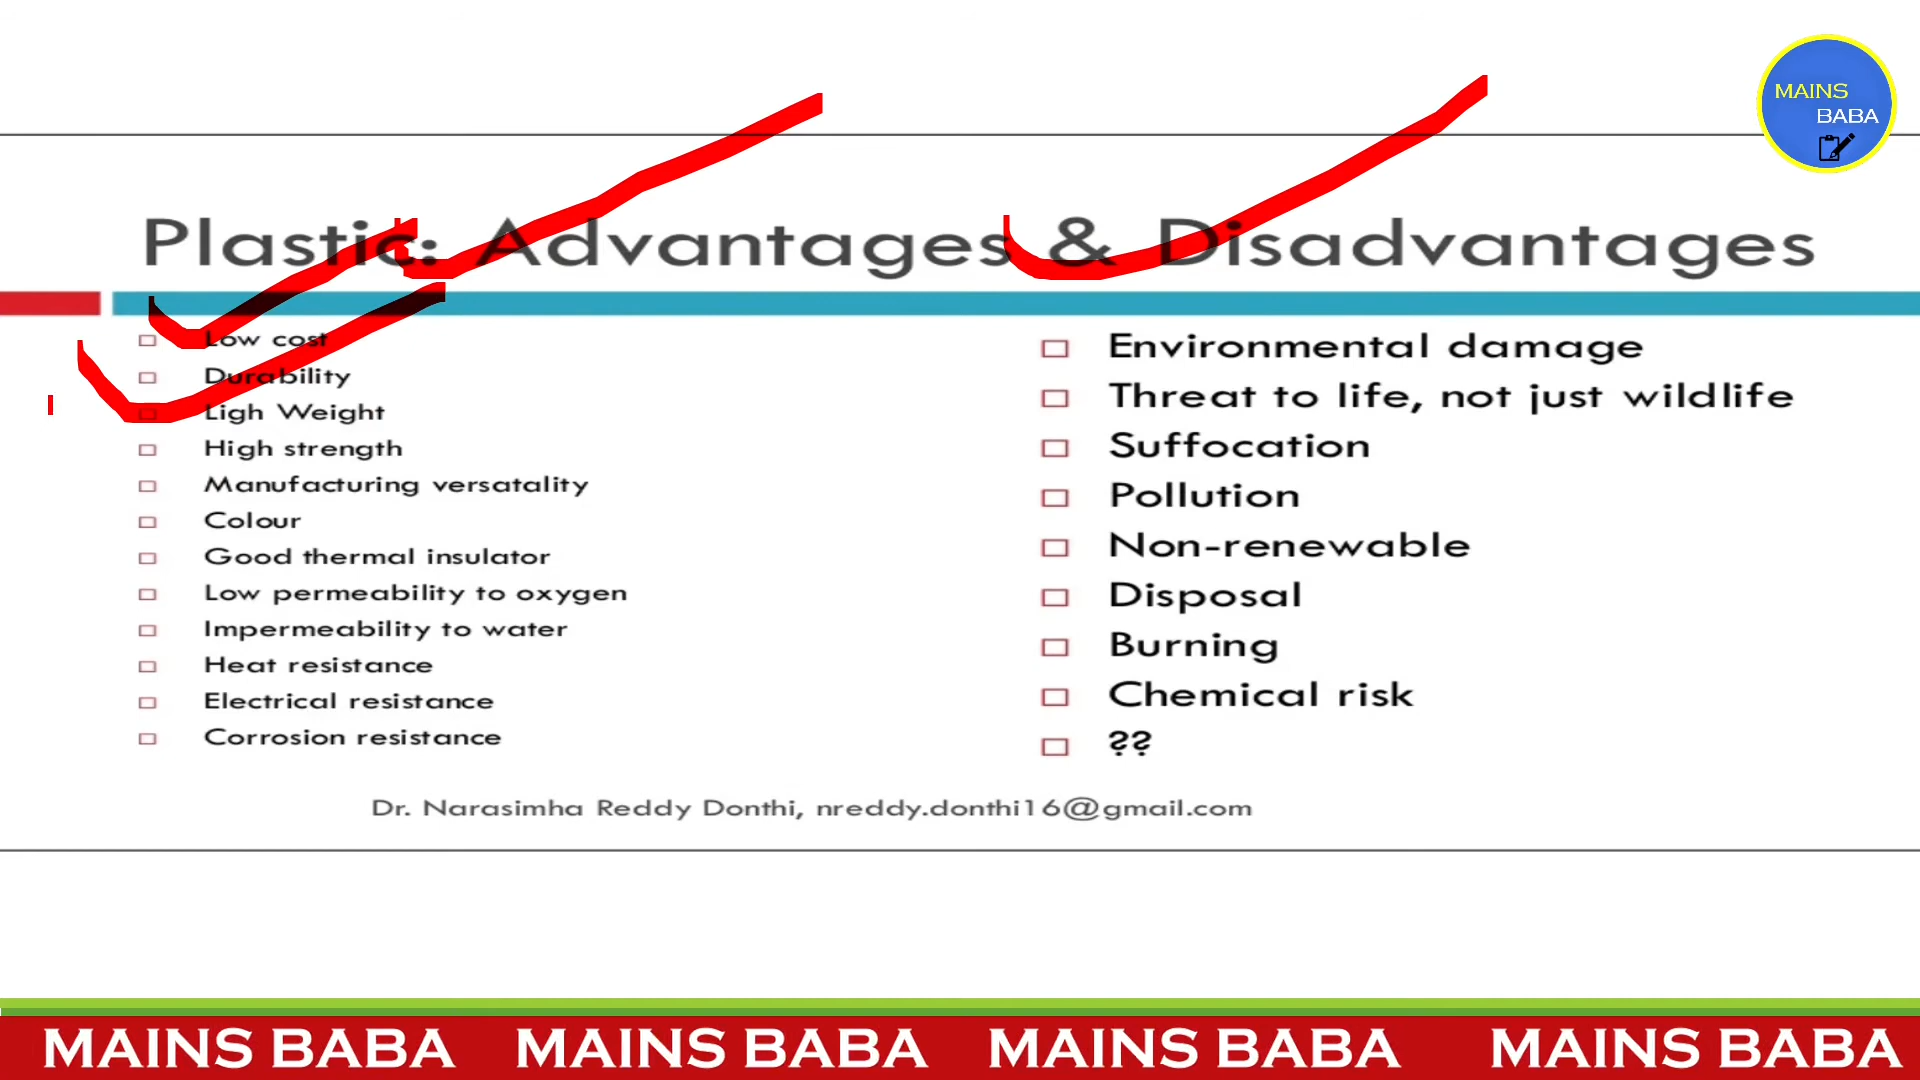 MAINS
BABA
Plastic: Advantages & Disadvantages
Low cost
Durability
Ligh Weight
High strength
Manufacturing versatality
Colour
Good thermal insulator
Low permeability to oxygen
Impermeability to water
Heat resistance
Electrical resistance
Corrosion resistance
Environmental damage
Threat to life, not just wildlife
Suffocation
Pollution
Non-renewable
Disposal
Burning
Chemical risk
??
Dr. Narasimha Reddy Donthi, nreddy.donthi16@gmail.com
MAINS BABA MAINS BABA MAINS BABA MAINS BABA